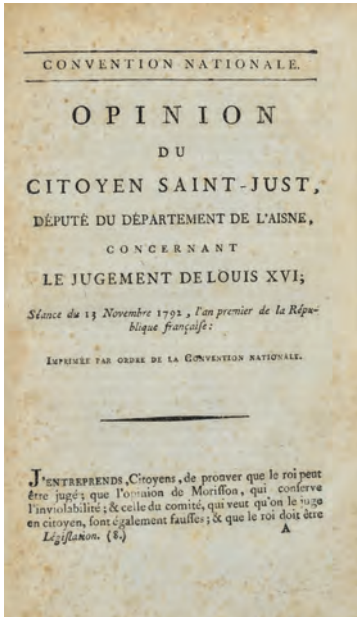 CONVENTION NATIONALE.
OPINION
DU
CITOYEN SAINT-JUST,
DÉPUTÉ DU DÉPARTEMENT DE L'AISNE,
CONCERNANT
LE JUGEMENT DE LOUIS XVI;
Séance du 13 Novembre 1792, l'an premier de la Répu-
blique françaiſe:
IMPRIMÉE PAR ORDRE DE LA CONVENTION NATIONALE.
J'ENTREPRENDS, Citoyens, de prouver que le roi peut
être jugé; que l'opinion de Moriſſon, qui conſerve
l'inviolabilité; & celle du comité, qui veut qu'on le juge
en citoyen, ſont également fauſſes; & que le roi doit être
Légiſlation. (8.) A